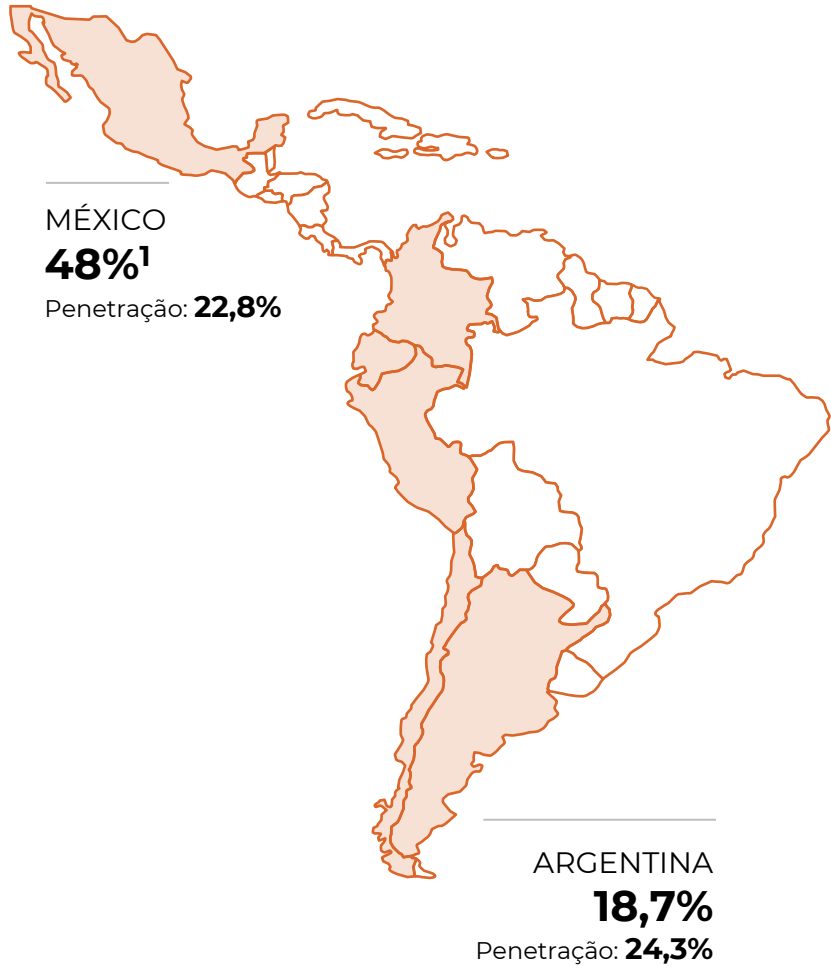 MÉXICO
48%¹
Penetração: 22,8%
ARGENTINA
18,7%
Penetração: 24,3%